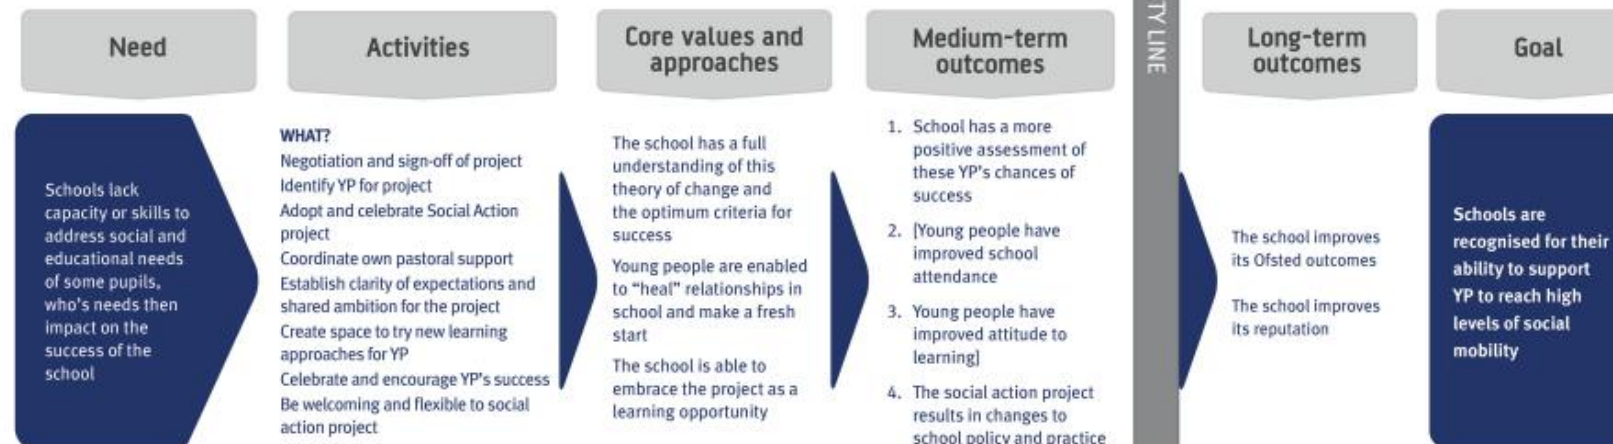 Need
Activities
Core values and
approaches
Medium-term
outcomes
TY LINE
Long-term
outcomes
Goal
Schools lack
capacity or skills to
address social and
educational needs
of some pupils,
who's needs then
impact on the
success of the
school
WHAT?
Negotiation and sign-off of project
Identify YP for project
Adopt and celebrate Social Action
project
Coordinate own pastoral support
Establish clarity of expectations and
shared ambition for the project
Create space to try new learning
approaches for YP
Celebrate and encourage YP's success
Be welcoming and flexible to social
action project
The school has a full
understanding of this
theory of change and
the optimum criteria for
success
Young people are enabled
to “heal” relationships in
school and make a fresh
start
The school is able to
embrace the project as a
learning opportunity
1. School has a more
positive assessment of
these YP's chances of
success
2. [Young people have
improved school
attendance
3. Young people have
improved attitude to
learning]
4. The social action project
results in changes to
school policy and practice
The school improves
its Ofsted outcomes
The school improves
its reputation
Schools are
recognised for their
ability to support
YP to reach high
levels of social
mobility